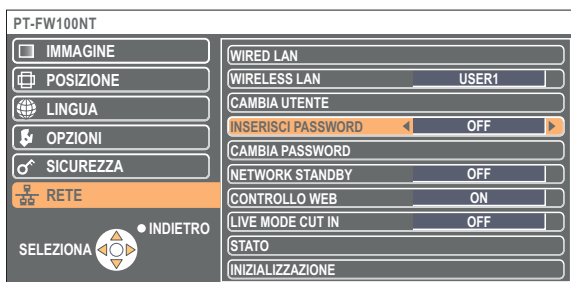 PT-FW100NT
IMMAGINE
POSIZIONE
LINGUA
OPZIONI
SICUREZZA
RETE
INDIETRO
SELEZIONA
WIRED LAN
WIRELESS LAN USER1
CAMBIA UTENTE
INSERISCI PASSWORD OFF
CAMBIA PASSWORD
NETWORK STANDBY OFF
CONTROLLO WEB ON
LIVE MODE CUT IN OFF
STATO
INIZIALIZZAZIONE